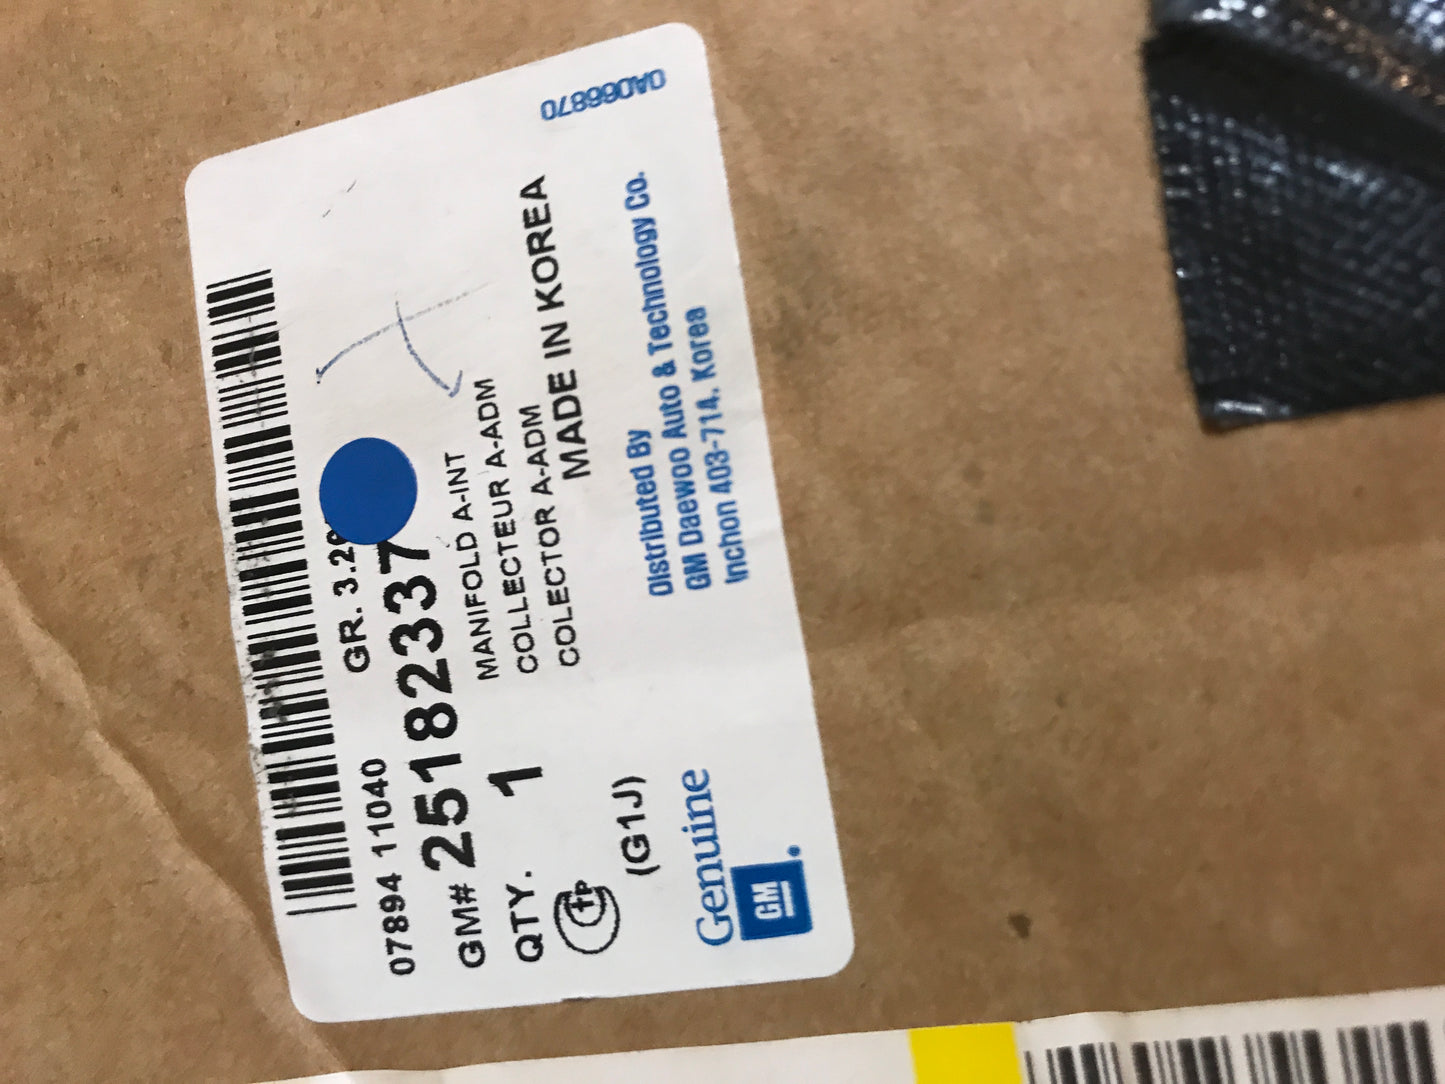 07894 11040 GR. 3.2
GM# 25182337
QTY. 1
MANIFOLD A-INT
COLLECTEUR A-ADM
COLECTOR A-ADM
MADE IN KOREA
(G1J)
Distributed By
GM Daewoo Auto & Technology Co.
Inchon 403-714, Korea
Genuine
GM
0A066870